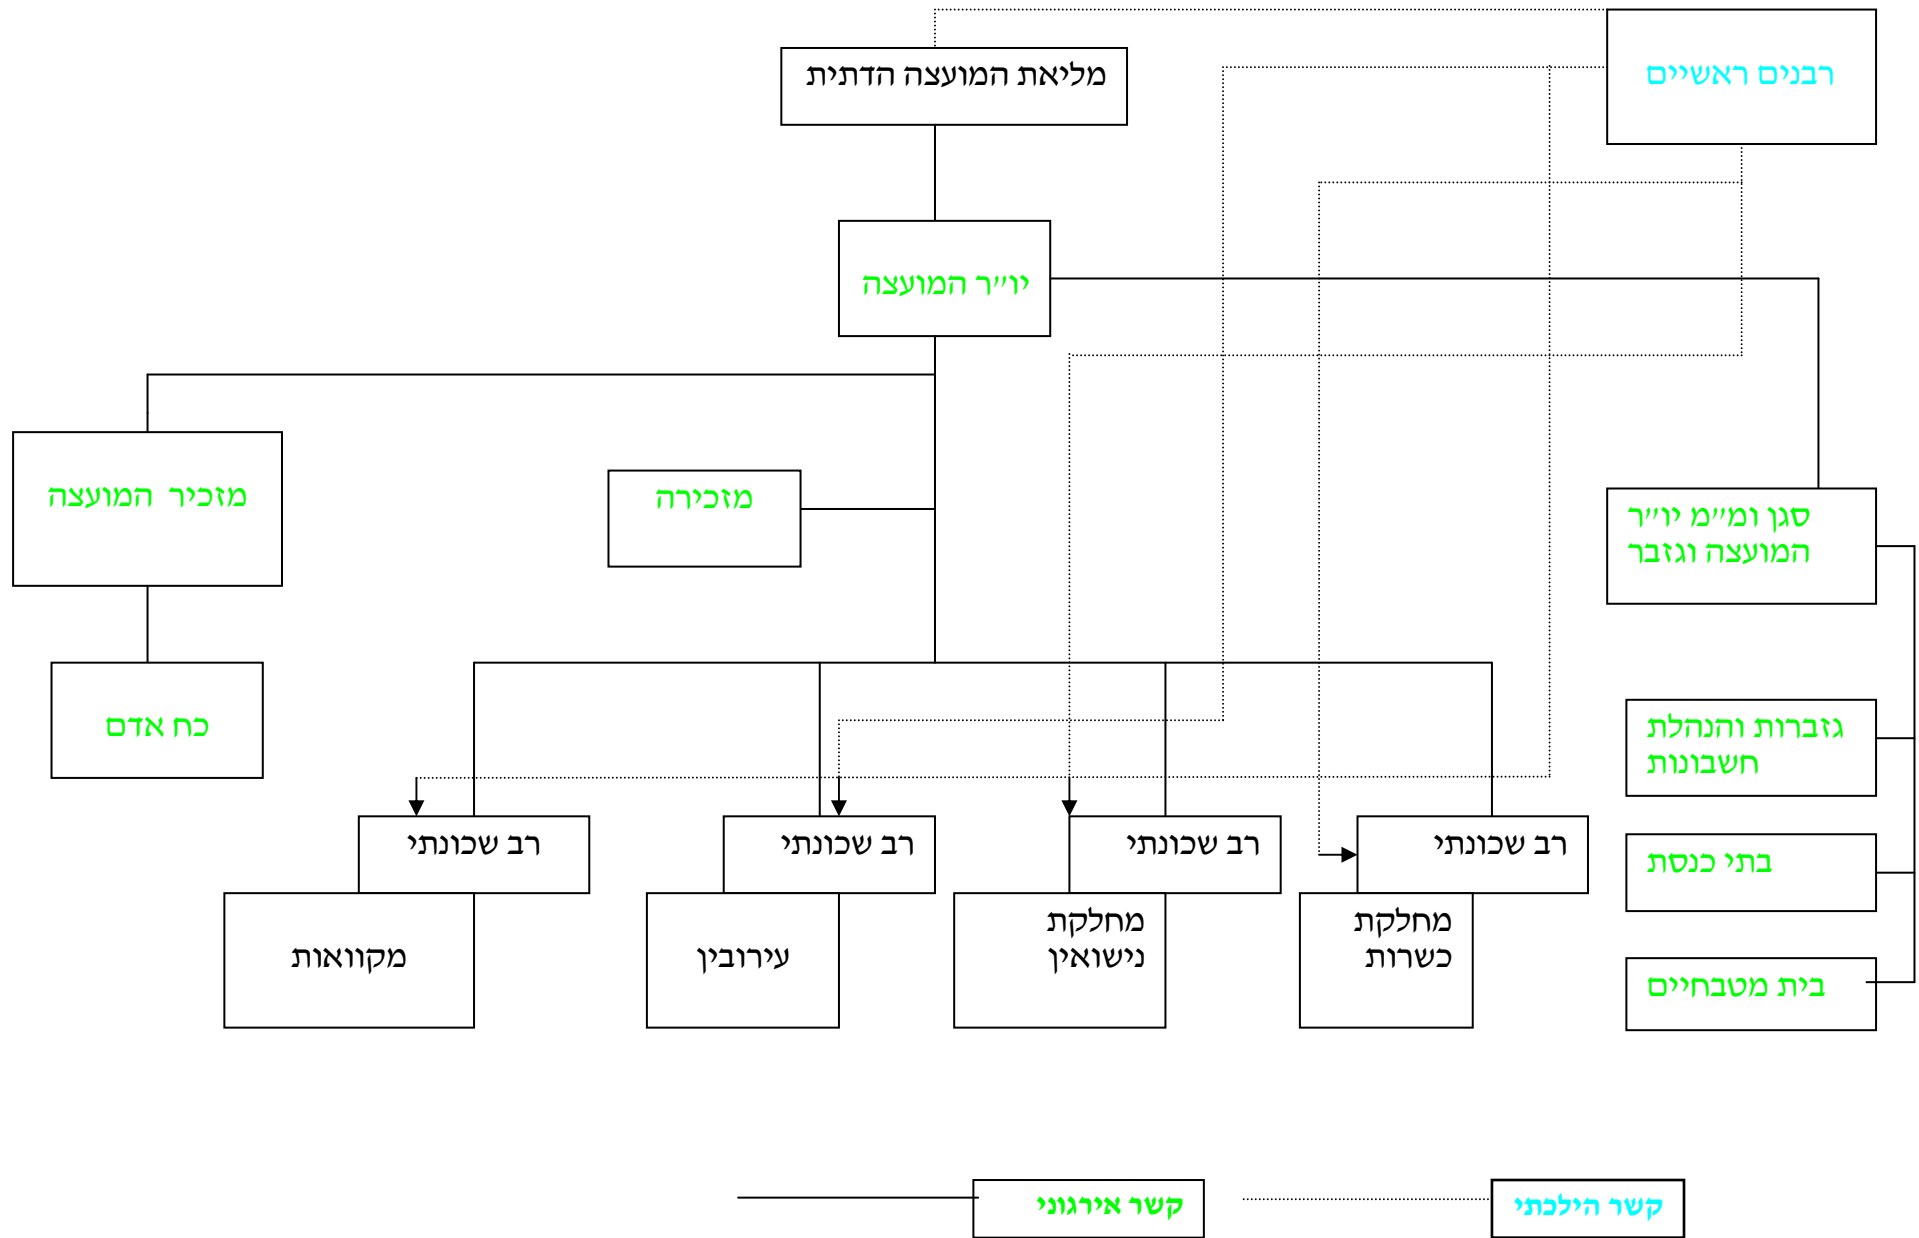 רבנים ראשיים
מליאת המועצה הדתית
יו"ר המועצה
סגן ומ"מ יו"ר
המועצה וגזבר
מזכירה
מזכיר המועצה
כח אדם
גזברות והנהלת
חשבונות
בתי כנסת
בית מטבחיים
רב שכונתי
מחלקת
כשרות
רב שכונתי
מחלקת
נישואין
רב שכונתי
עירובין
רב שכונתי
מקוואות
קשר הילכתי
קשר אירגוני